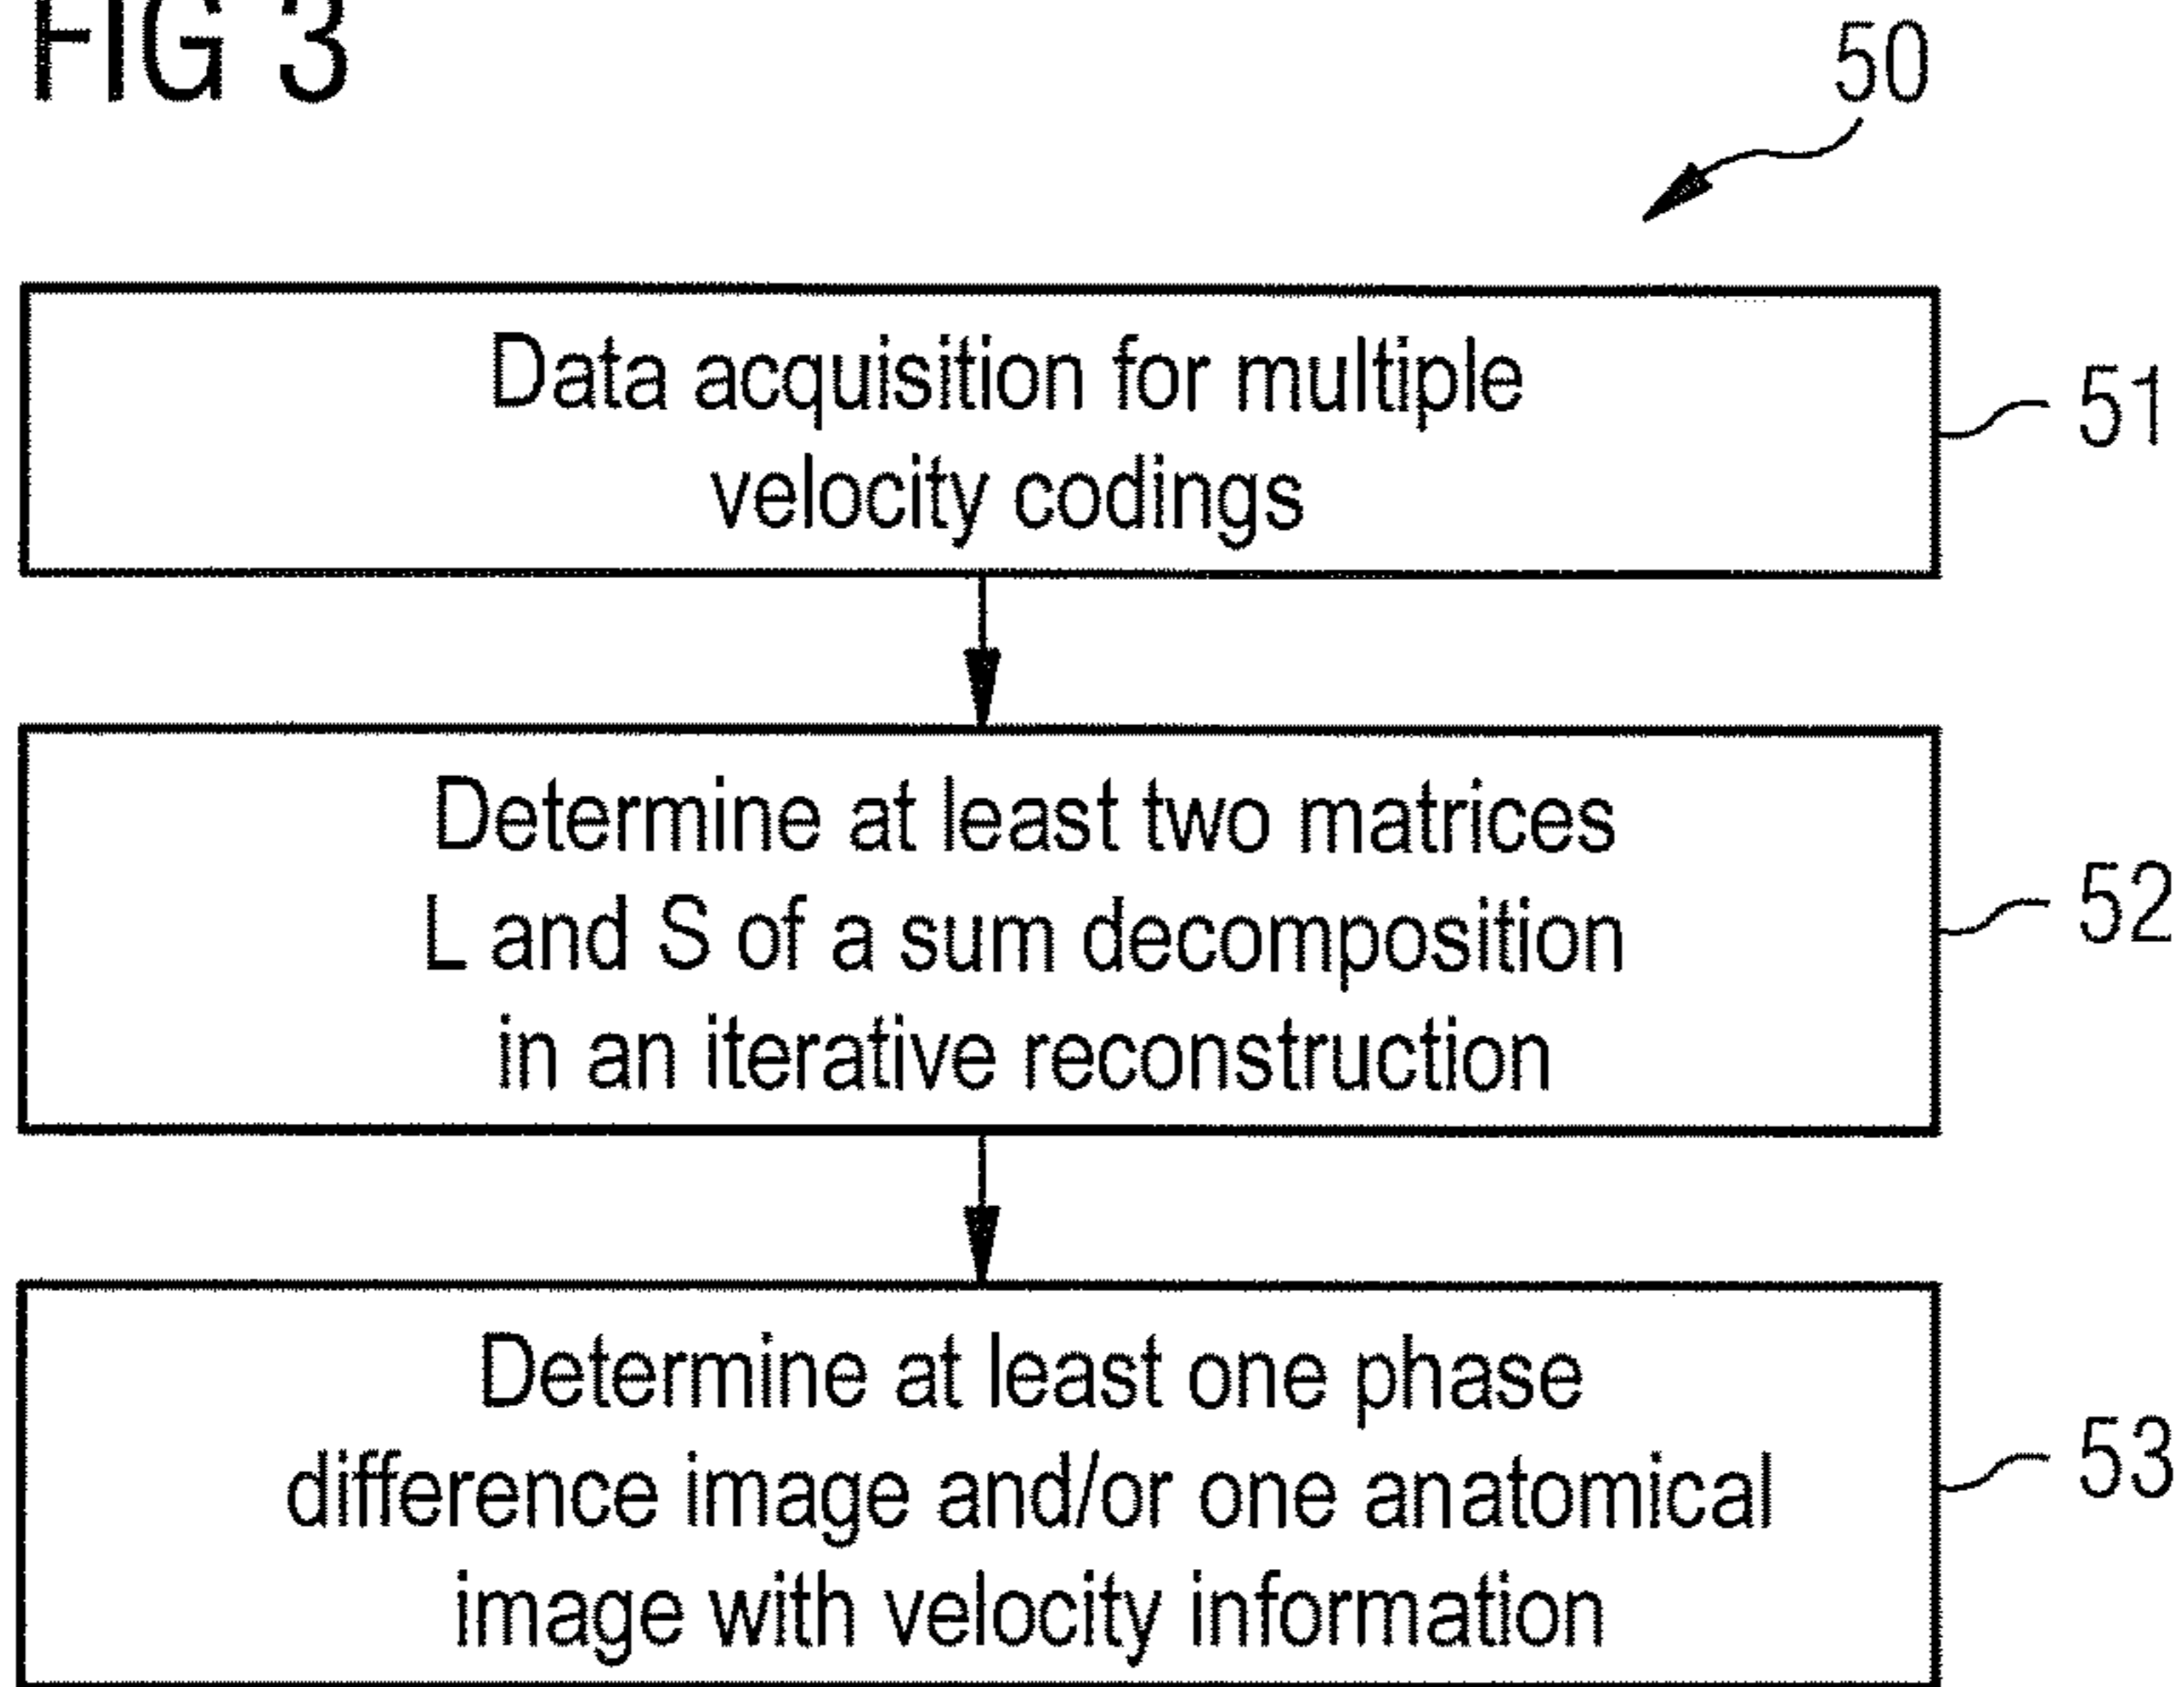 FIG 3
50
Data acquisition for multiple
velocity codings
51
Determine at least two matrices
L and S of a sum decomposition
in an iterative reconstruction
52
Determine at least one phase
difference image and/or one anatomical
image with velocity information
53